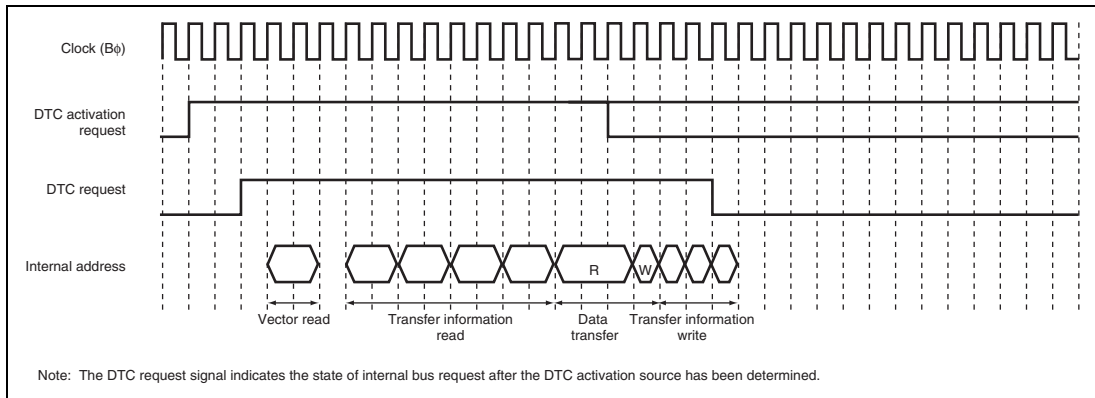 Clock (Bϕ)
DTC activation
request
DTC request
Internal address
R
W
Vector read
Transfer information
read
Data
transfer
Transfer information
write
Note: The DTC request signal indicates the state of internal bus request after the DTC activation source has been determined.